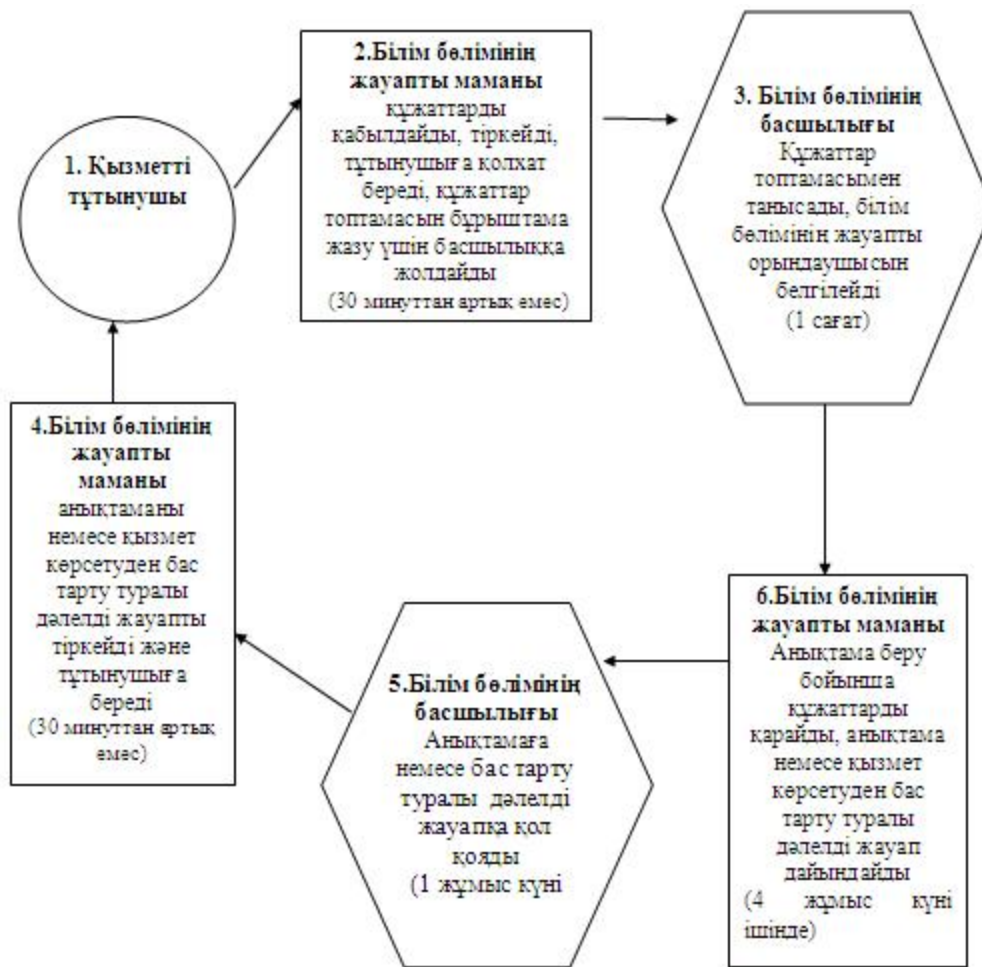 1. Қызметті
тұтынушы
2.Білім бөлімінің
жауапты маманы
құжаттарды
қабылдайды, тіркейді,
тұтынушыға қолхат
береді, құжаттар
топтамасын бұрыштама
жазу үшін басшылыққа
жолдайды
(30 минуттан артық емес)
3. Білім бөлімінің
басшылығы
Құжаттар
топтамасымен
танысады, білім
бөлімінің жауапты
орындаушысын
белгілейді
(1 сағат)
4.Білім бөлімінің
жауапты
маманы
анықтаманы
немесе қызмет
көрсетуден бас
тарту туралы
дәлелді жауапты
тіркейді және
тұтынушыға
береді
(30 минуттан артық
емес)
5.Білім бөлімінің
басшылығы
Анықтамаға
немесе бас тарту
туралы дәлелді
жауапқа қол
қояды
(1 жұмыс күні
6.Білім бөлімінің
жауапты маманы
Анықтама беру
бойынша
құжаттарды
қарайды, анықтама
немесе қызмет
көрсетуден бас
тарту туралы
дәлелді жауап
дайындайды
(4 жұмыс күні
ішінде)